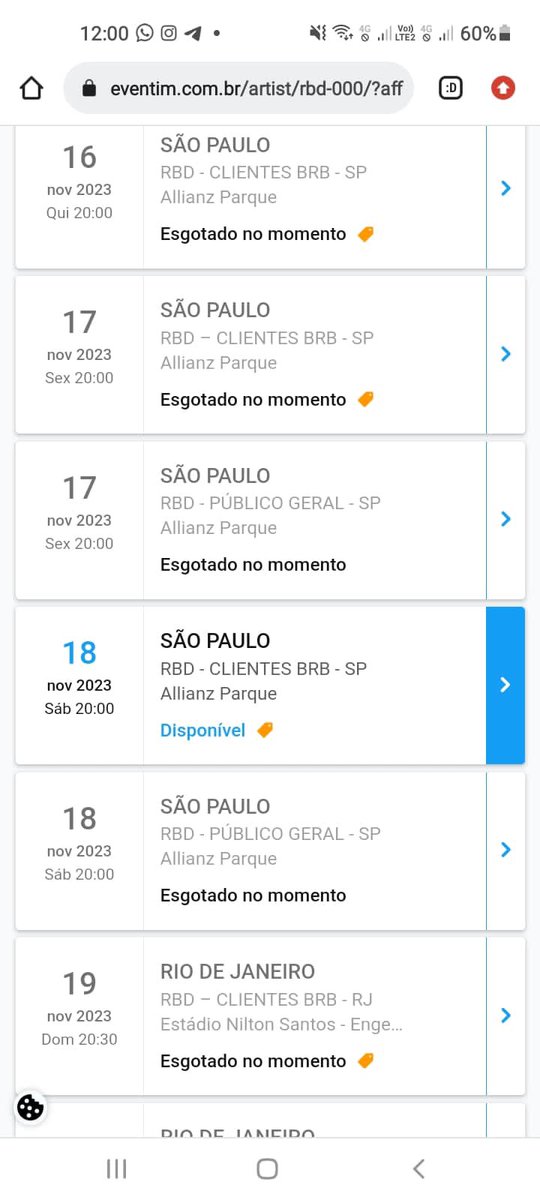 12:00 4G Vo)) LTE2 4G 60%
eventim.com.br/artist/rbd-000/?aff :D
16
nov 2023
Qui 20:00
SÃO PAULO
RBD - CLIENTES BRB - SP
Allianz Parque
Esgotado no momento
17
nov 2023
Sex 20:00
SÃO PAULO
RBD – CLIENTES BRB - SP
Allianz Parque
Esgotado no momento
17
nov 2023
Sex 20:00
SÃO PAULO
RBD - PÚBLICO GERAL - SP
Allianz Parque
Esgotado no momento
18
nov 2023
Sáb 20:00
SÃO PAULO
RBD - CLIENTES BRB - SP
Allianz Parque
Disponível
18
nov 2023
Sáb 20:00
SÃO PAULO
RBD - PÚBLICO GERAL - SP
Allianz Parque
Esgotado no momento
19
nov 2023
Dom 20:30
RIO DE JANEIRO
RBD – CLIENTES BRB - RJ
Estádio Nilton Santos - Enge...
Esgotado no momento
RIO DE JANEIRO